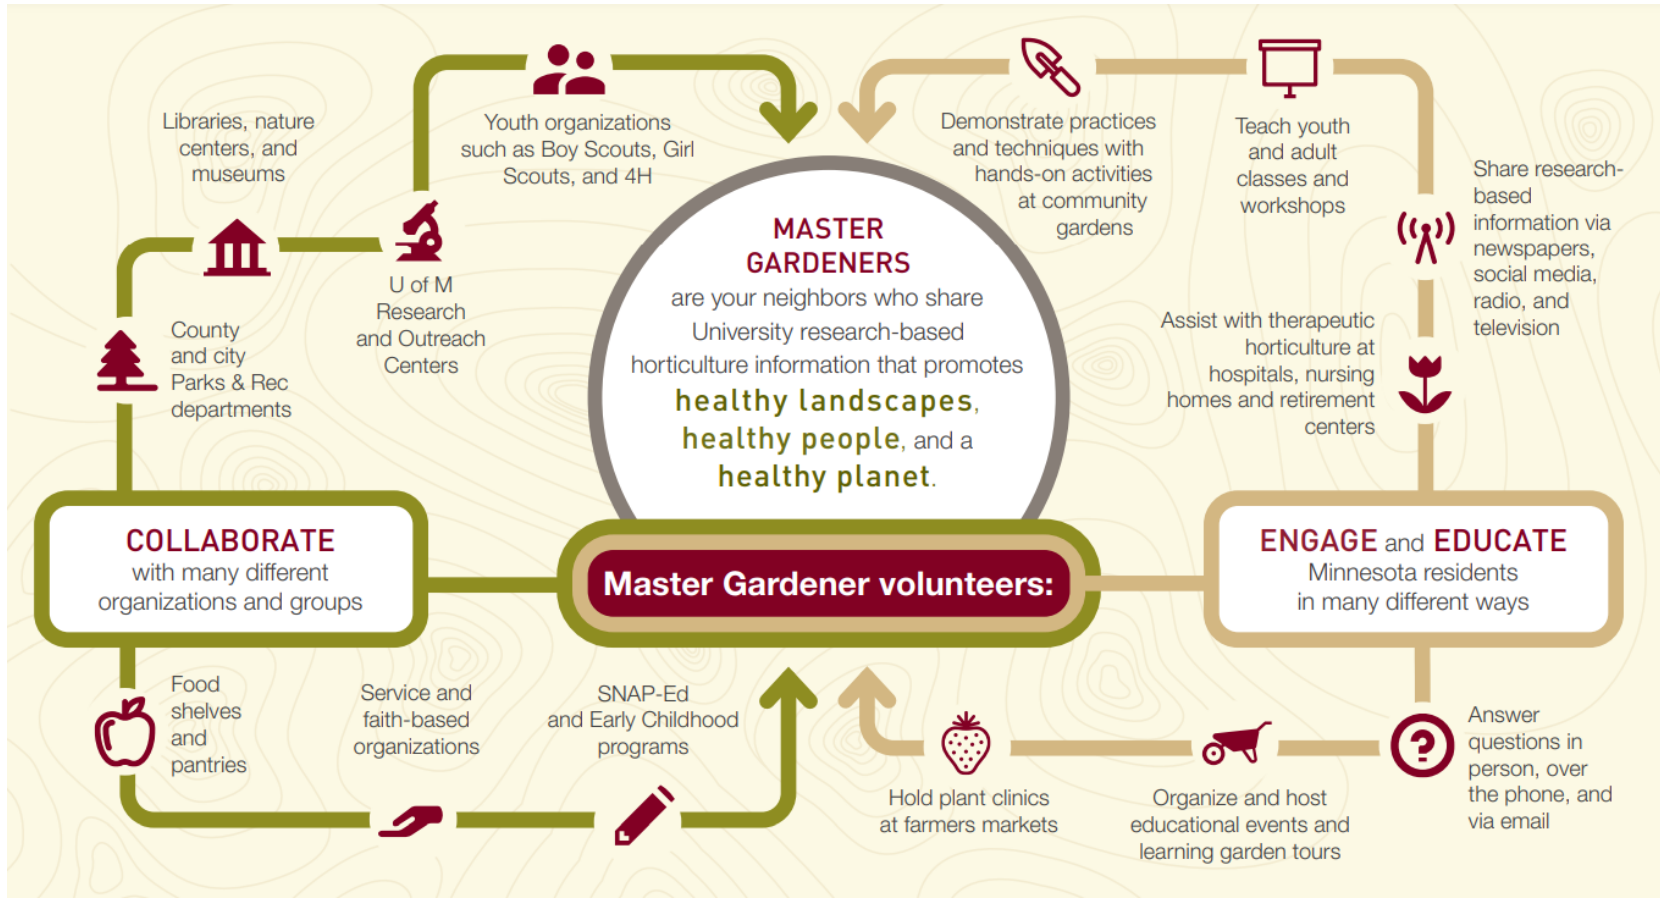 Libraries, nature
centers, and
museums
Youth organizations
such as Boy Scouts, Girl
Scouts, and 4H
U of M
Research
and Outreach
Centers
County
and city
Parks & Rec
departments
COLLABORATE
with many different
organizations and groups
Food
shelves
and
pantries
Service and
faith-based
organizations
SNAP-Ed
and Early Childhood
programs
MASTER
GARDENERS
are your neighbors who share
University research-based
horticulture information that promotes
healthy landscapes,
healthy people, and a
healthy planet.
Master Gardener volunteers:
Demonstrate practices
and techniques with
hands-on activities
at community
gardens
Teach youth
and adult
classes and
workshops
Share research-
based
information via
newspapers,
social media,
radio, and
television
Assist with therapeutic
horticulture at
hospitals, nursing
homes and retirement
centers
ENGAGE and EDUCATE
Minnesota residents
in many different ways
?
Answer
questions in
person, over
the phone, and
via email
Organize and host
educational events and
learning garden tours
Hold plant clinics
at farmers markets